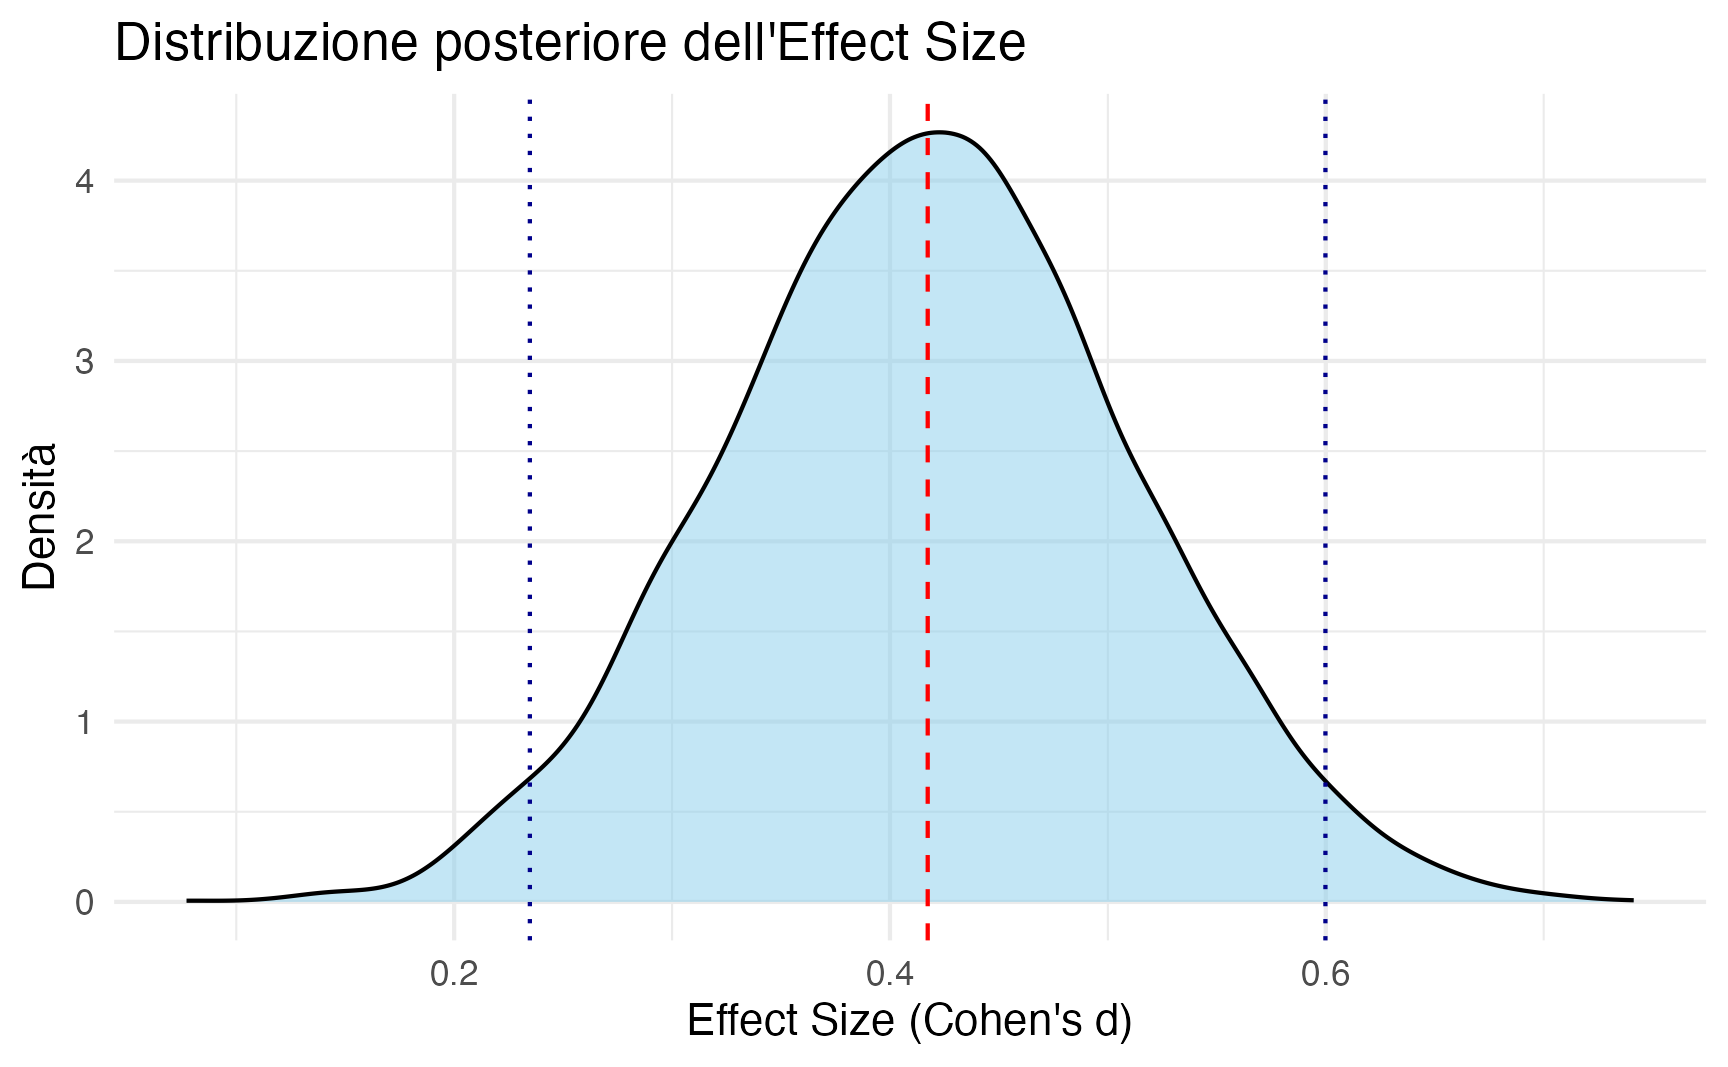 Distribuzione posteriore dell'Effect Size
Densità
4
3
2
1
0
0.2
0.4
0.6
Effect Size (Cohen's d)